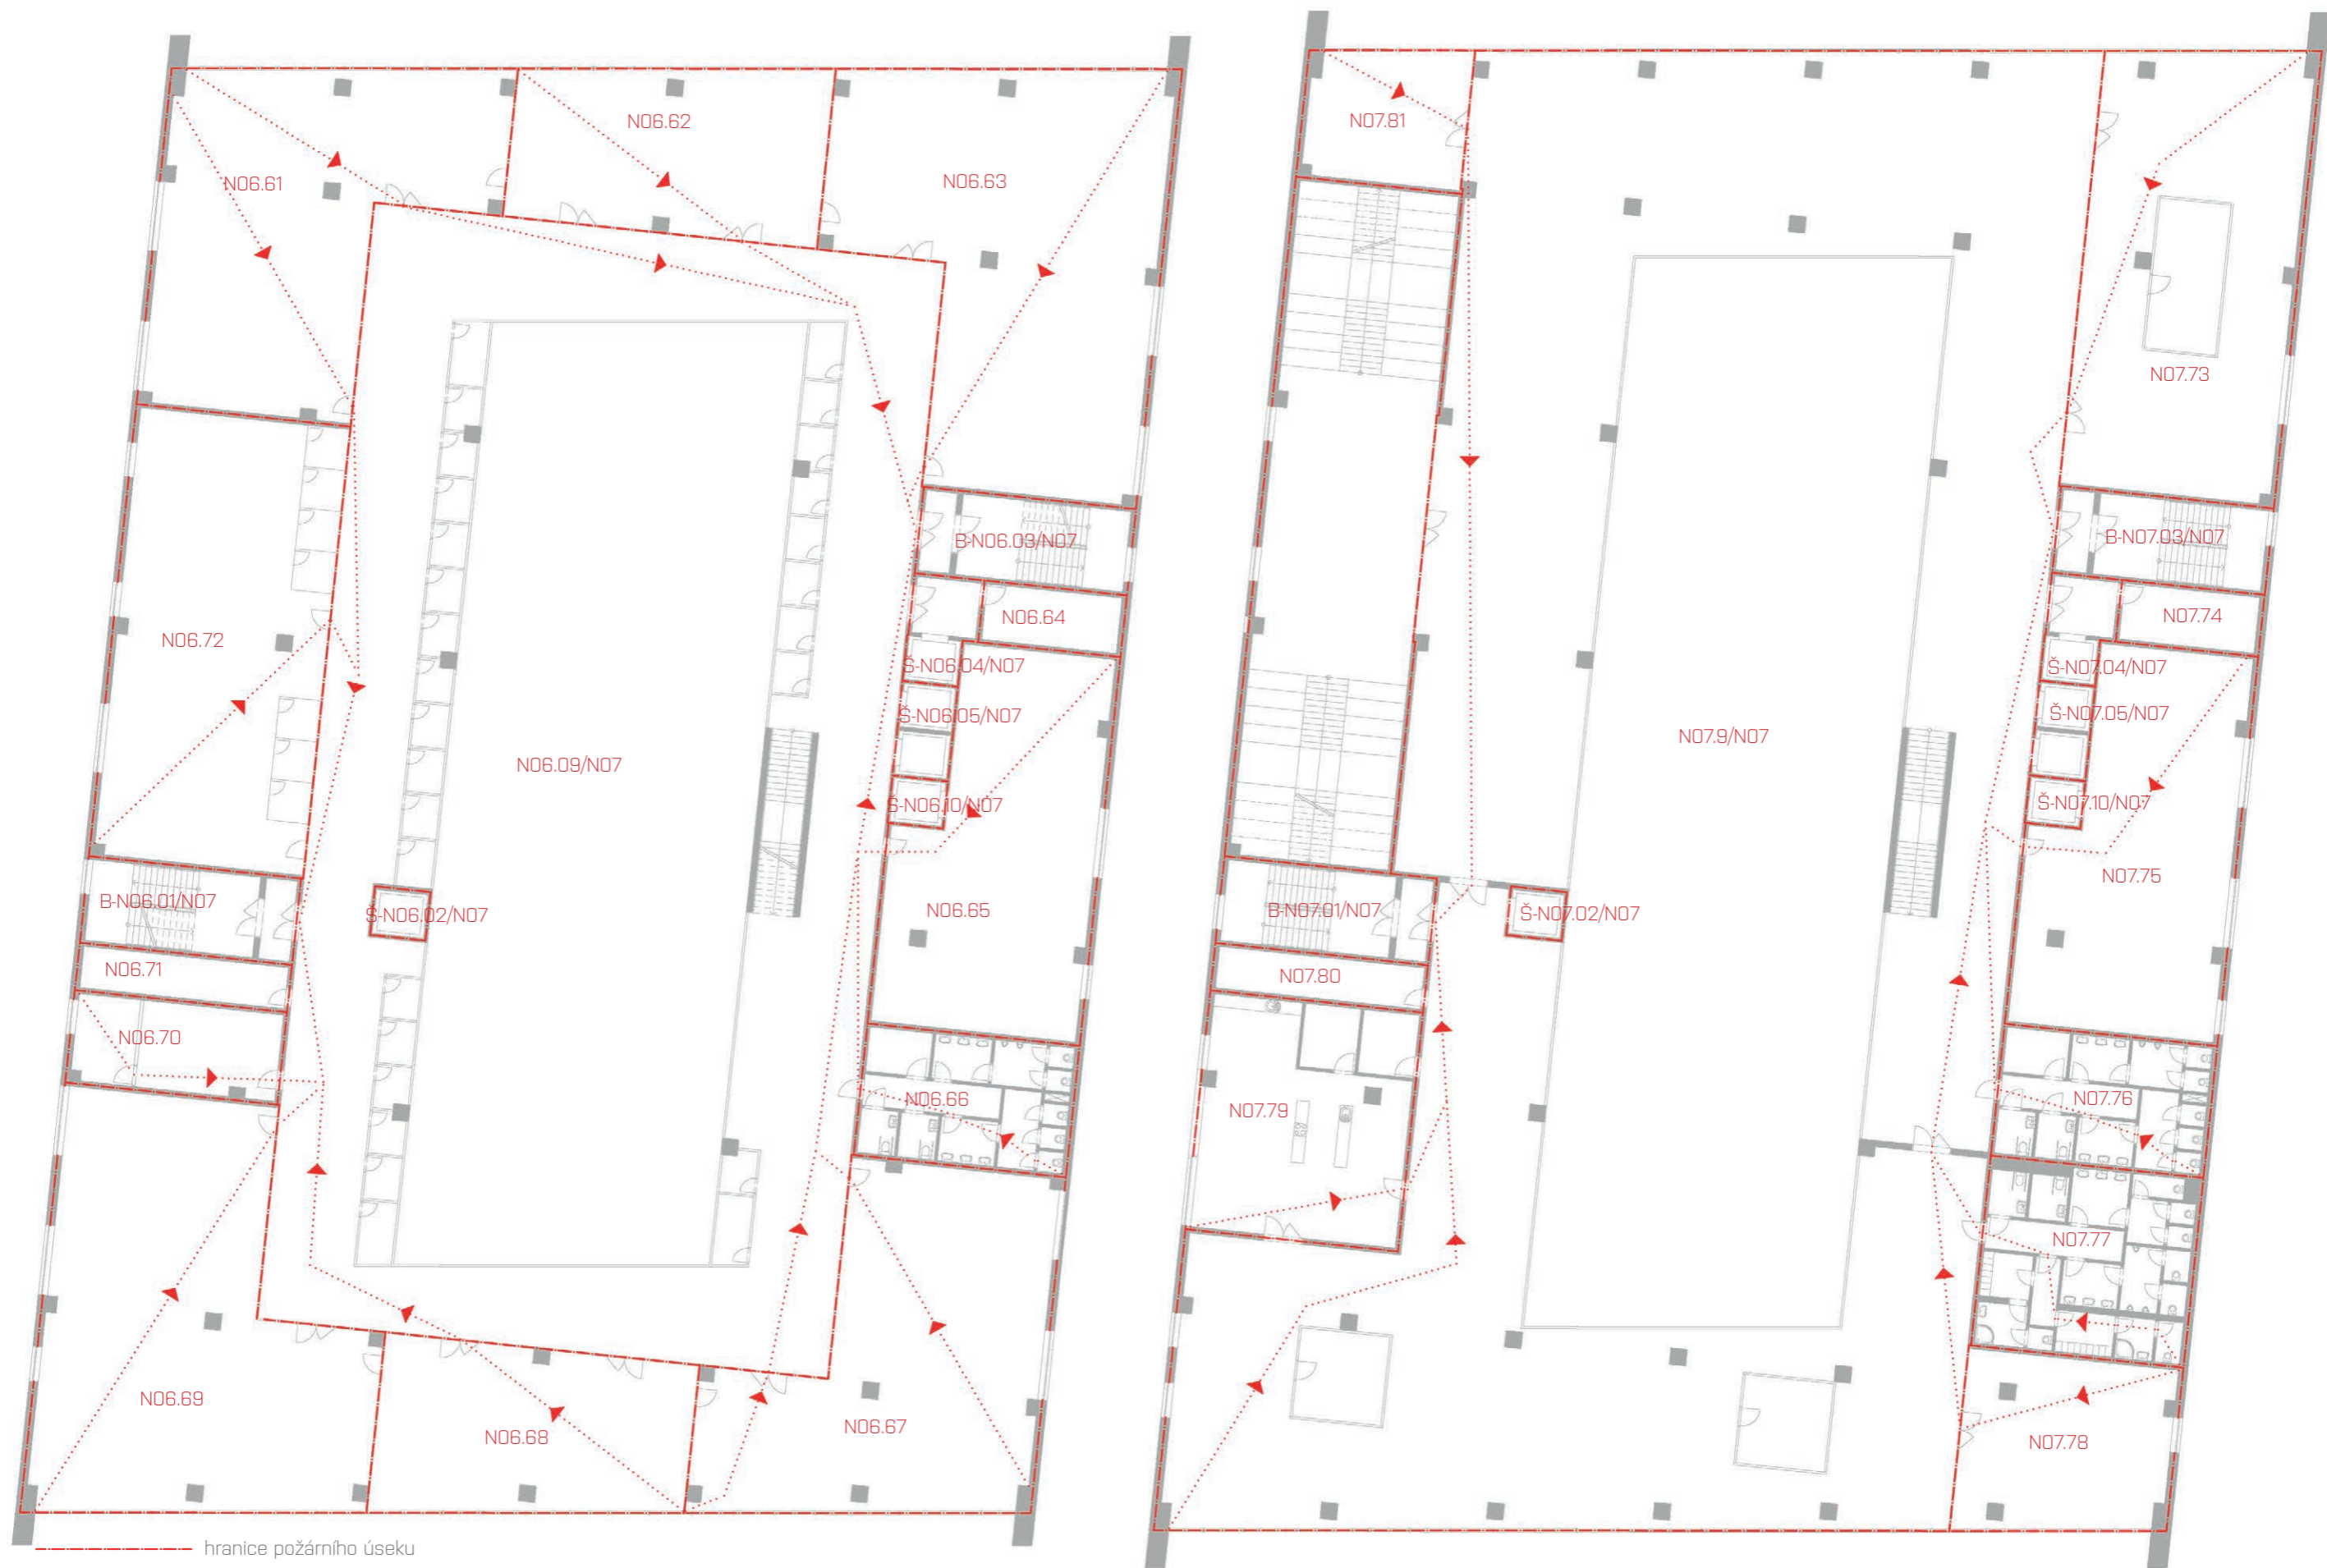 N06.61
N06.62
N06.63
B-N06.03/N07
N06.64
N06.72
Š-N06.04/N07
Š-N06.05/N07
N06.09/N07
Š-N06.10/N07
B-N06.01/N07
Š-N06.02/N07
N06.65
N06.71
N06.70
N06.66
N06.69
N06.68
N06.67
hranice požárního úseku
N07.81
N07.73
B-N07.03/N07
N07.74
Š-N07.04/N07
Š-N07.05/N07
N07.9/N07
Š-N07.10/N07
N07.75
B-N07.01/N07
Š-N07.02/N07
N07.80
N07.79
N07.76
N07.77
N07.78